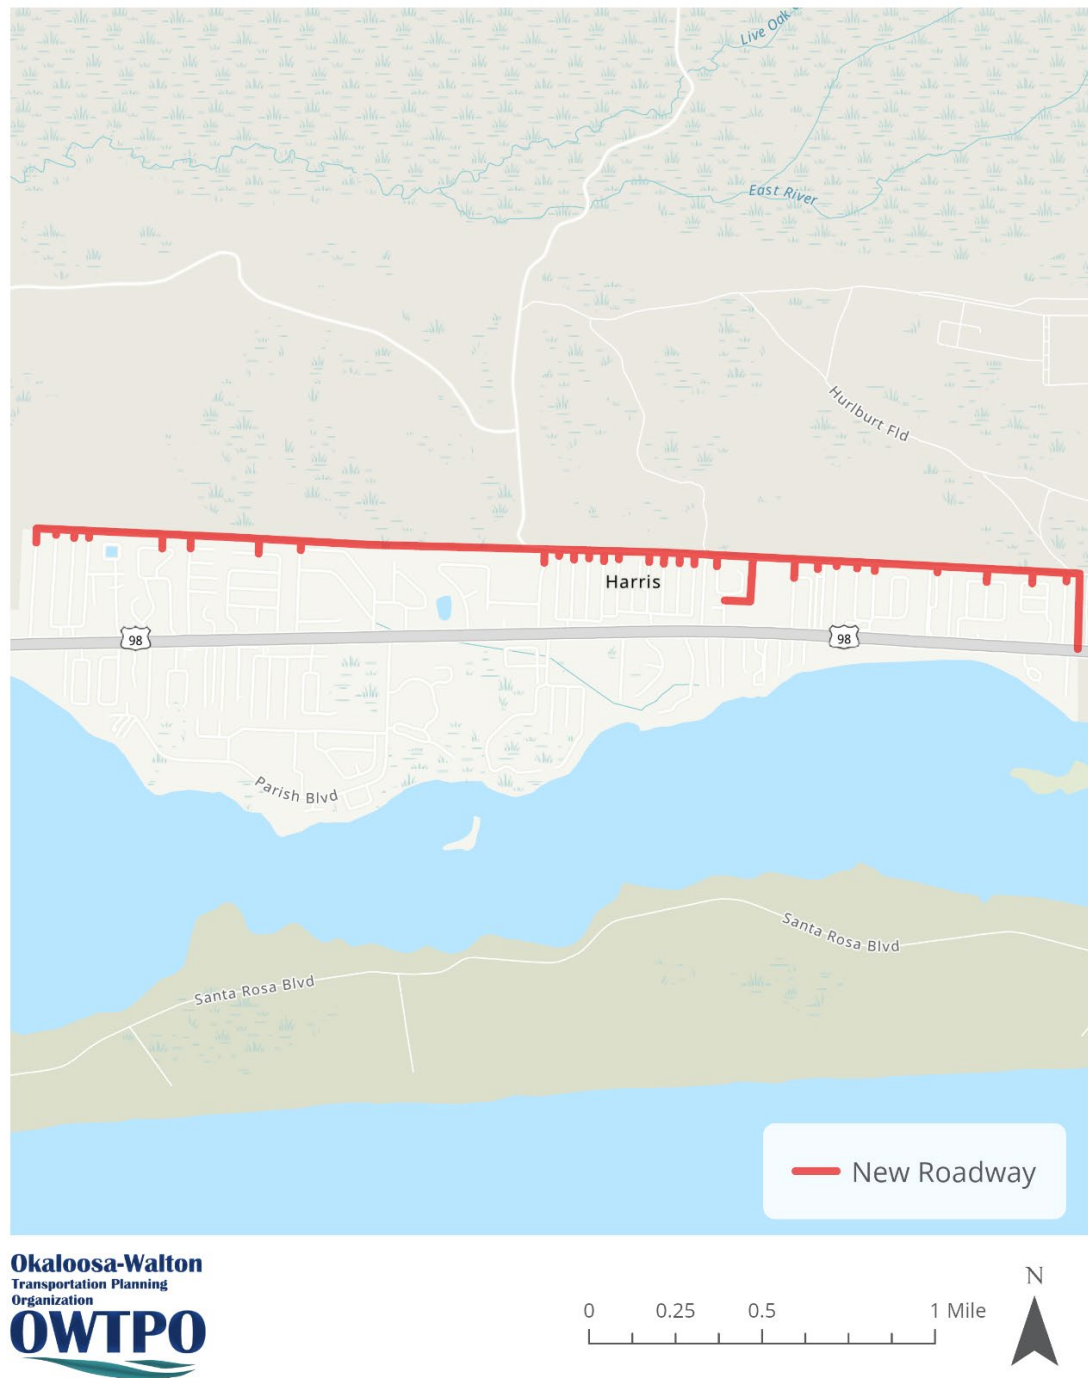 Live Oak
East River
Hurlburt Fld
Harris
98
98
Parish Blvd
Santa Rosa Blvd
Santa Rosa Blvd
New Roadway
Okaloosa-Walton
Transportation Planning
Organization
OWTPO
0 0.25 0.5 1 Mile
N